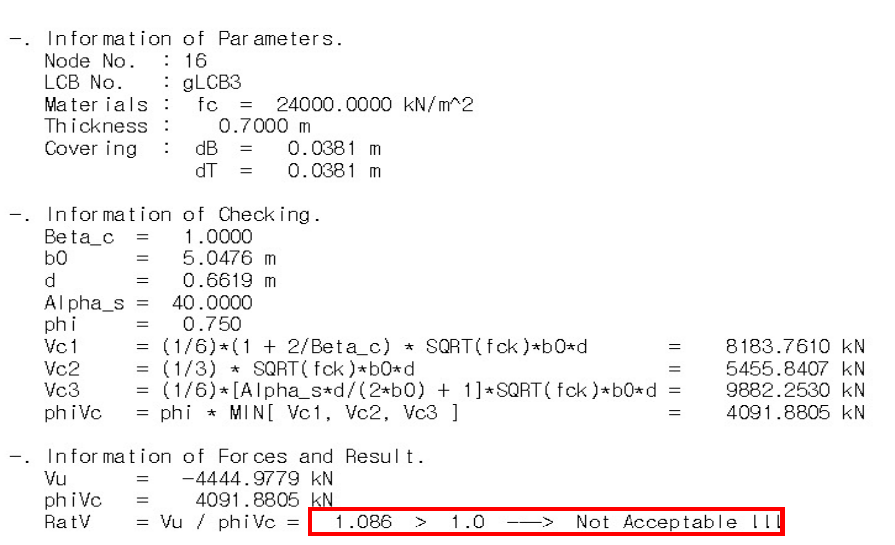 -. Information of Parameters.
Node No. : 16
LCB No. : gLCB3
Materials : fc = 24000.0000 kN/m^2
Thickness : 0.7000 m
Covering : dB = 0.0381 m
dT = 0.0381 m
-. Information of Checking.
Beta_c = 1.0000
b0 = 5.0476 m
d = 0.6619 m
Alpha_s = 40.0000
phi = 0.750
Vc1 = (1/6)*(1 + 2/Beta_c) * SQRT(fck)*b0*d = 8183.7610 kN
Vc2 = (1/3) * SQRT(fck)*b0*d = 5455.8407 kN
Vc3 = (1/6)*[Alpha_s*d/(2*b0) + 1]*SQRT(fck)*b0*d = 9882.2530 kN
phiVc = phi * MIN[ Vc1, Vc2, Vc3 ] = 4091.8805 kN
-. Information of Forces and Result.
Vu = -4444.9779 kN
phiVc = 4091.8805 kN
RatV = Vu / phiVc = 1.086 > 1.0 ---> Not Acceptable !!!